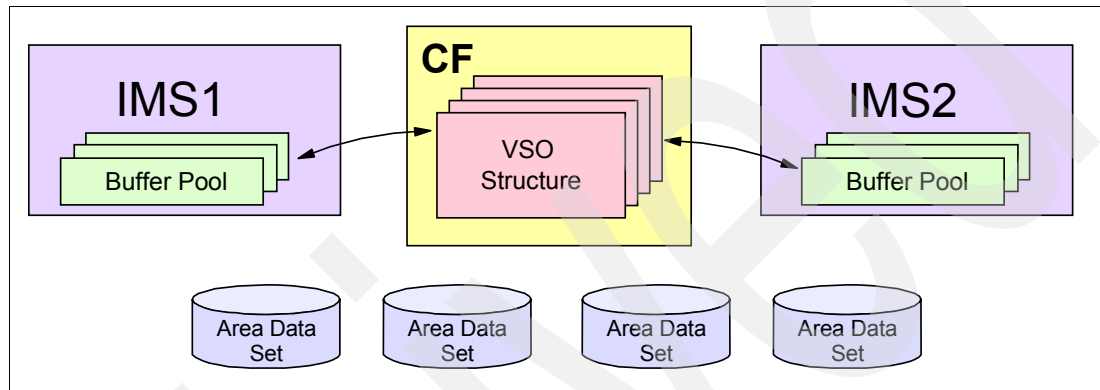 CF
IMS1
IMS2
VSO
Structure
Buffer Pool
Buffer Pool
Area Data
Set
Area Data
Set
Area Data
Set
Area Data
Set